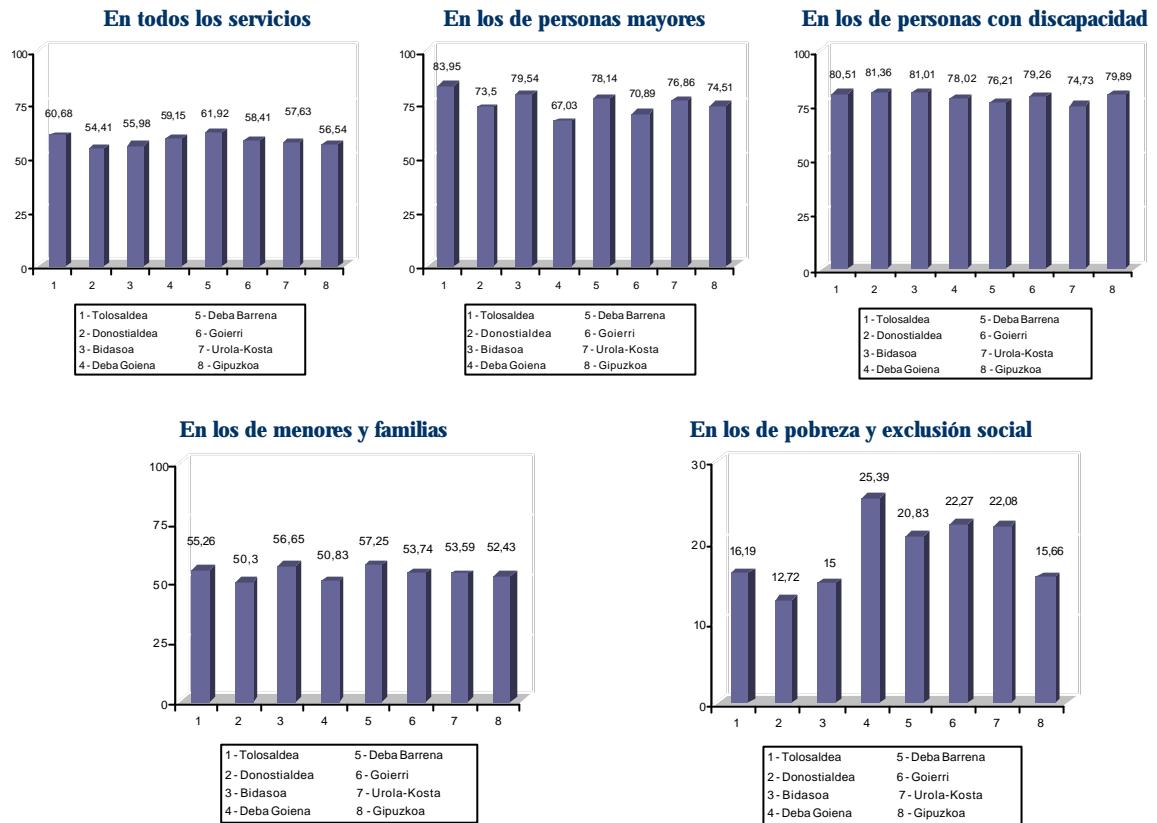 En todos los servicios
100
75
50
25
0
60,68
54,41
55,98
59,15
61,92
58,41
57,63
56,54
1 2 3 4 5 6 7 8
1 - Tolosaldea 5 - Deba Barrena
2 - Donostialdea 6 - Goierri
3 - Bidasoa 7 - Urola-Kosta
4 - Deba Goiena 8 - Gipuzkoa
En los de personas mayores
100
75
50
25
0
83,95
73,5
79,54
67,03
78,14
70,89
76,86
74,51
1 2 3 4 5 6 7 8
1 - Tolosaldea 5 - Deba Barrena
2 - Donostialdea 6 - Goierri
3 - Bidasoa 7 - Urola-Kosta
4 - Deba Goiena 8 - Gipuzkoa
En los de personas con discapacidad
100
75
50
25
0
80,51
81,36
81,01
78,02
76,21
79,26
74,73
79,89
1 2 3 4 5 6 7 8
1 - Tolosaldea 5 - Deba Barrena
2 - Donostialdea 6 - Goierri
3 - Bidasoa 7 - Urola-Kosta
4 - Deba Goiena 8 - Gipuzkoa
En los de menores y familias
100
75
50
25
0
55,26
50,3
56,65
50,83
57,25
53,74
53,59
52,43
1 2 3 4 5 6 7 8
1 - Tolosaldea 5 - Deba Barrena
2 - Donostialdea 6 - Goierri
3 - Bidasoa 7 - Urola-Kosta
4 - Deba Goiena 8 - Gipuzkoa
En los de pobreza y exclusión social
30
20
10
0
16,19
12,72
15
25,39
20,83
22,27
22,08
15,66
1 2 3 4 5 6 7 8
1 - Tolosaldea 5 - Deba Barrena
2 - Donostialdea 6 - Goierri
3 - Bidasoa 7 - Urola-Kosta
4 - Deba Goiena 8 - Gipuzkoa